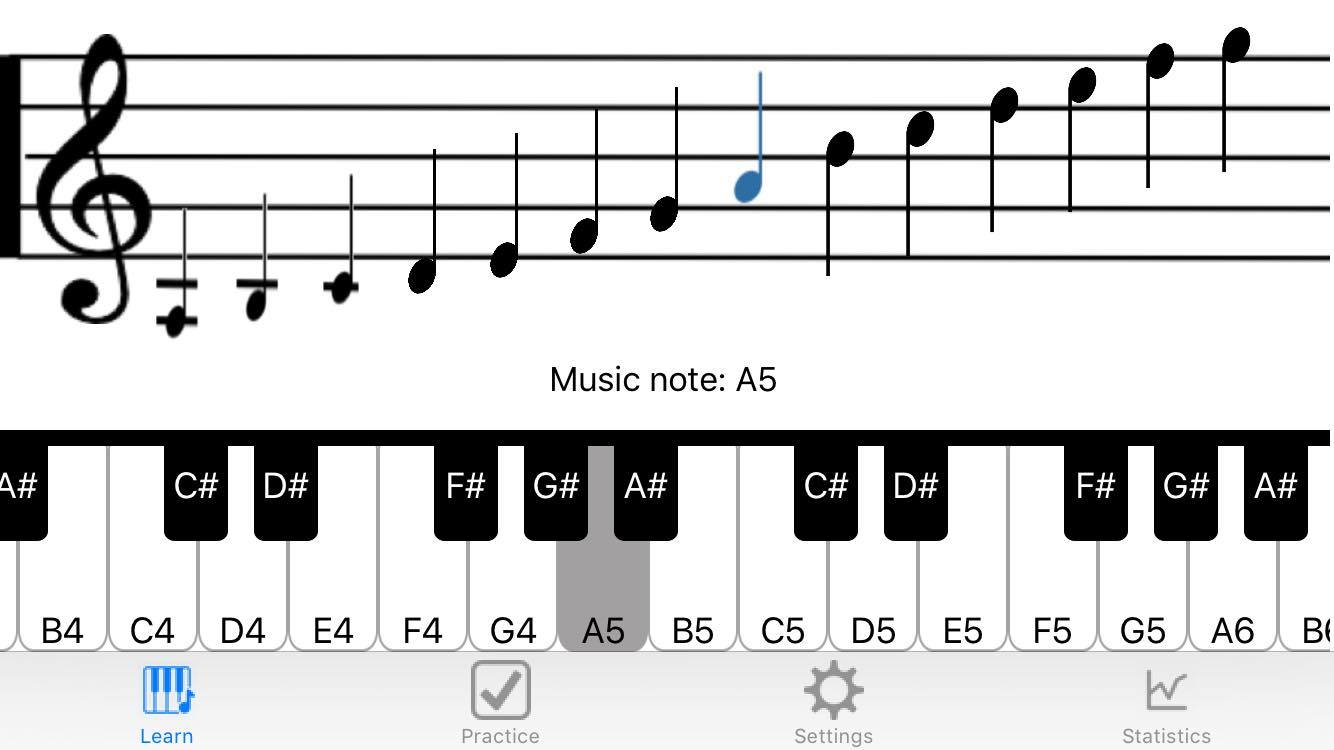 Music note: A5
A# C# D# F# G# A# C# D# F# G# A#
B4 C4 D4 E4 F4 G4 A5 B5 C5 D5 E5 F5 G5 A6 B6
Learn Practice Settings Statistics